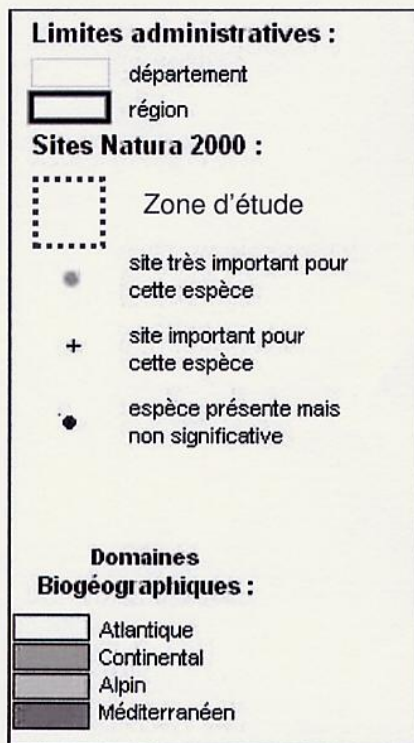 Limites administratives :
département
région
Sites Natura 2000 :
Zone d'étude
site très important pour
cette espèce
site important pour
cette espèce
espèce présente mais
non significative
Domaines
Biogéographiques :
Atlantique
Continental
Alpin
Méditerranéen